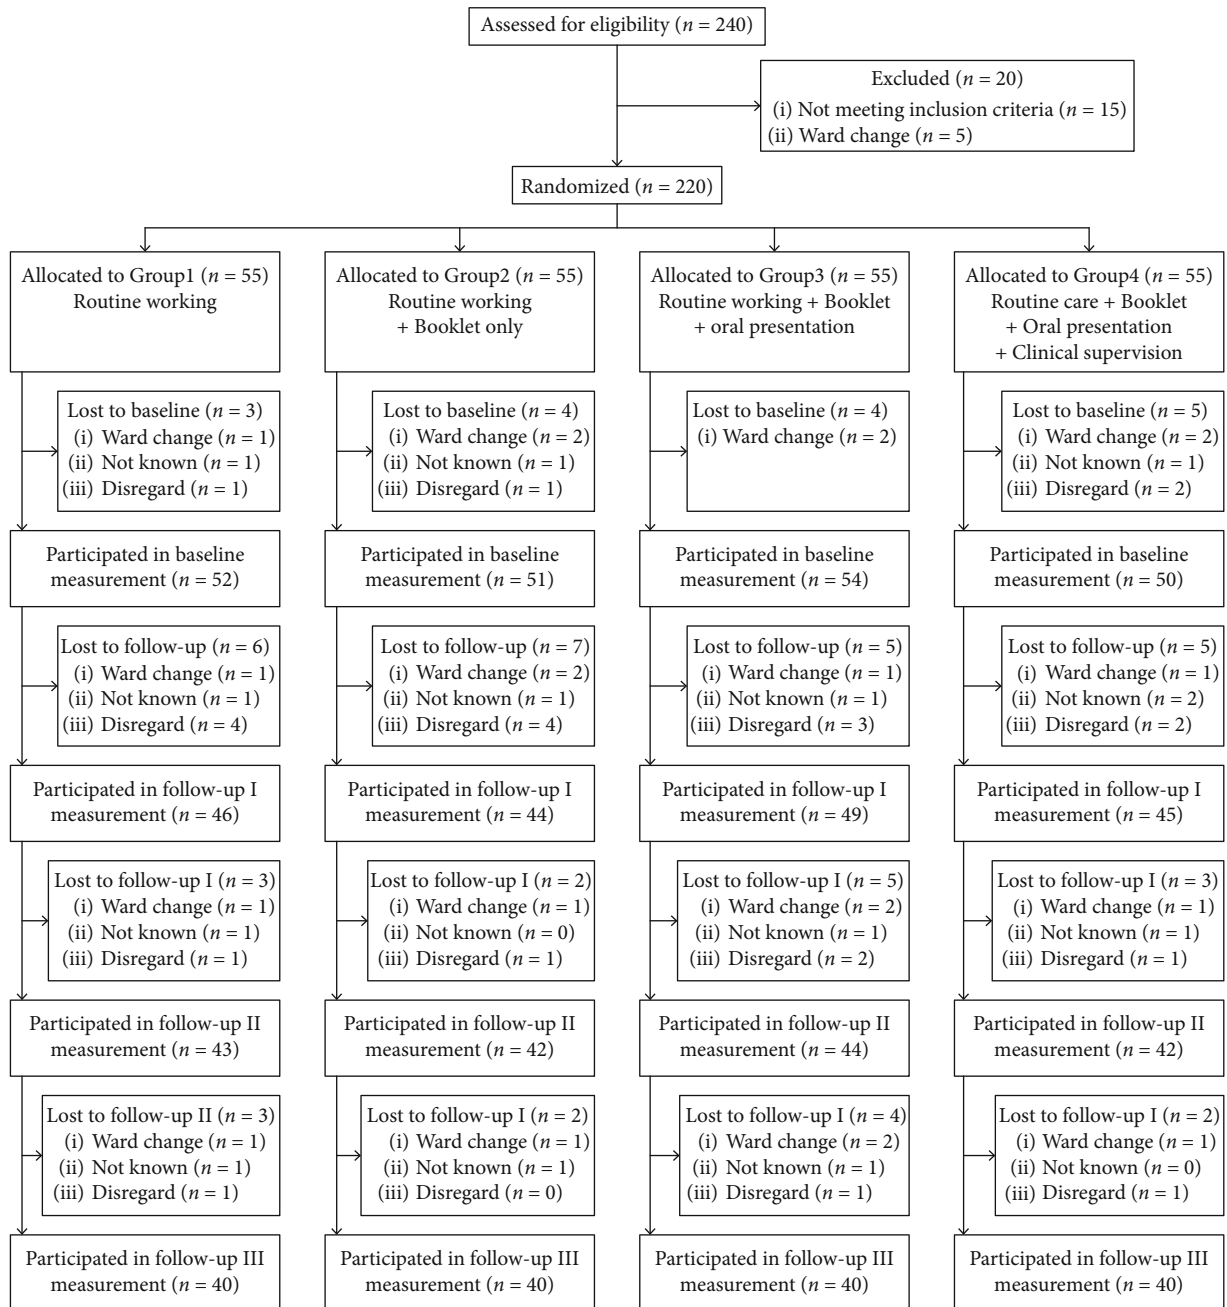 Assessed for eligibility (n = 240)
Excluded (n = 20)
(i) Not meeting inclusion criteria (n = 15)
(ii) Ward change (n = 5)
Randomized (n = 220)
Allocated to Group1 (n = 55)
Routine working
Allocated to Group2 (n = 55)
Routine working
+ Booklet only
Allocated to Group3 (n = 55)
Routine working + Booklet
+ oral presentation
Allocated to Group4 (n = 55)
Routine care + Booklet
+ Oral presentation
+ Clinical supervision
Lost to baseline (n = 3)
(i) Ward change (n = 1)
(ii) Not known (n = 1)
(iii) Disregard (n = 1)
Lost to baseline (n = 4)
(i) Ward change (n = 2)
(ii) Not known (n = 1)
(iii) Disregard (n = 1)
Lost to baseline (n = 4)
(i) Ward change (n = 2)
Lost to baseline (n = 5)
(i) Ward change (n = 2)
(ii) Not known (n = 1)
(iii) Disregard (n = 2)
Participated in baseline
measurement (n = 52)
Participated in baseline
measurement (n = 51)
Participated in baseline
measurement (n = 54)
Participated in baseline
measurement (n = 50)
Lost to follow-up (n = 6)
(i) Ward change (n = 1)
(ii) Not known (n = 1)
(iii) Disregard (n = 4)
Lost to follow-up (n = 7)
(i) Ward change (n = 2)
(ii) Not known (n = 1)
(iii) Disregard (n = 4)
Lost to follow-up (n = 5)
(i) Ward change (n = 1)
(ii) Not known (n = 1)
(iii) Disregard (n = 3)
Lost to follow-up (n = 5)
(i) Ward change (n = 1)
(ii) Not known (n = 2)
(iii) Disregard (n = 2)
Participated in follow-up I
measurement (n = 46)
Participated in follow-up I
measurement (n = 44)
Participated in follow-up I
measurement (n = 49)
Participated in follow-up I
measurement (n = 45)
Lost to follow-up I (n = 3)
(i) Ward change (n = 1)
(ii) Not known (n = 1)
(iii) Disregard (n = 1)
Lost to follow-up I (n = 2)
(i) Ward change (n = 1)
(ii) Not known (n = 0)
(iii) Disregard (n = 1)
Lost to follow-up I (n = 5)
(i) Ward change (n = 2)
(ii) Not known (n = 1)
(iii) Disregard (n = 2)
Lost to follow-up I (n = 3)
(i) Ward change (n = 1)
(ii) Not known (n = 1)
(iii) Disregard (n = 1)
Participated in follow-up II
measurement (n = 43)
Participated in follow-up II
measurement (n = 42)
Participated in follow-up II
measurement (n = 44)
Participated in follow-up II
measurement (n = 42)
Lost to follow-up II (n = 3)
(i) Ward change (n = 1)
(ii) Not known (n = 1)
(iii) Disregard (n = 1)
Lost to follow-up I (n = 2)
(i) Ward change (n = 1)
(ii) Not known (n = 1)
(iii) Disregard (n = 0)
Lost to follow-up I (n = 4)
(i) Ward change (n = 2)
(ii) Not known (n = 1)
(iii) Disregard (n = 1)
Lost to follow-up I (n = 2)
(i) Ward change (n = 1)
(ii) Not known (n = 0)
(iii) Disregard (n = 1)
Participated in follow-up III
measurement (n = 40)
Participated in follow-up III
measurement (n = 40)
Participated in follow-up III
measurement (n = 40)
Participated in follow-up III
measurement (n = 40)